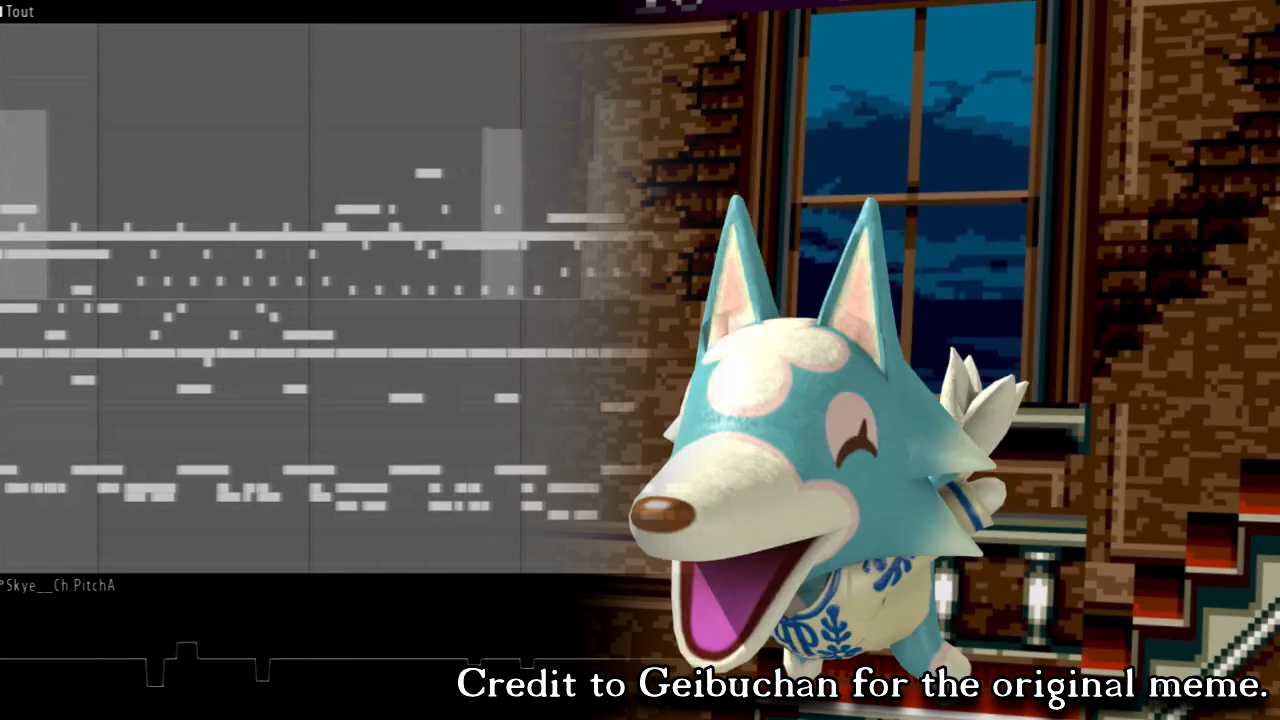 Tout
Skye__Ch.PitchA
Credit to Geibuchan for the original meme.